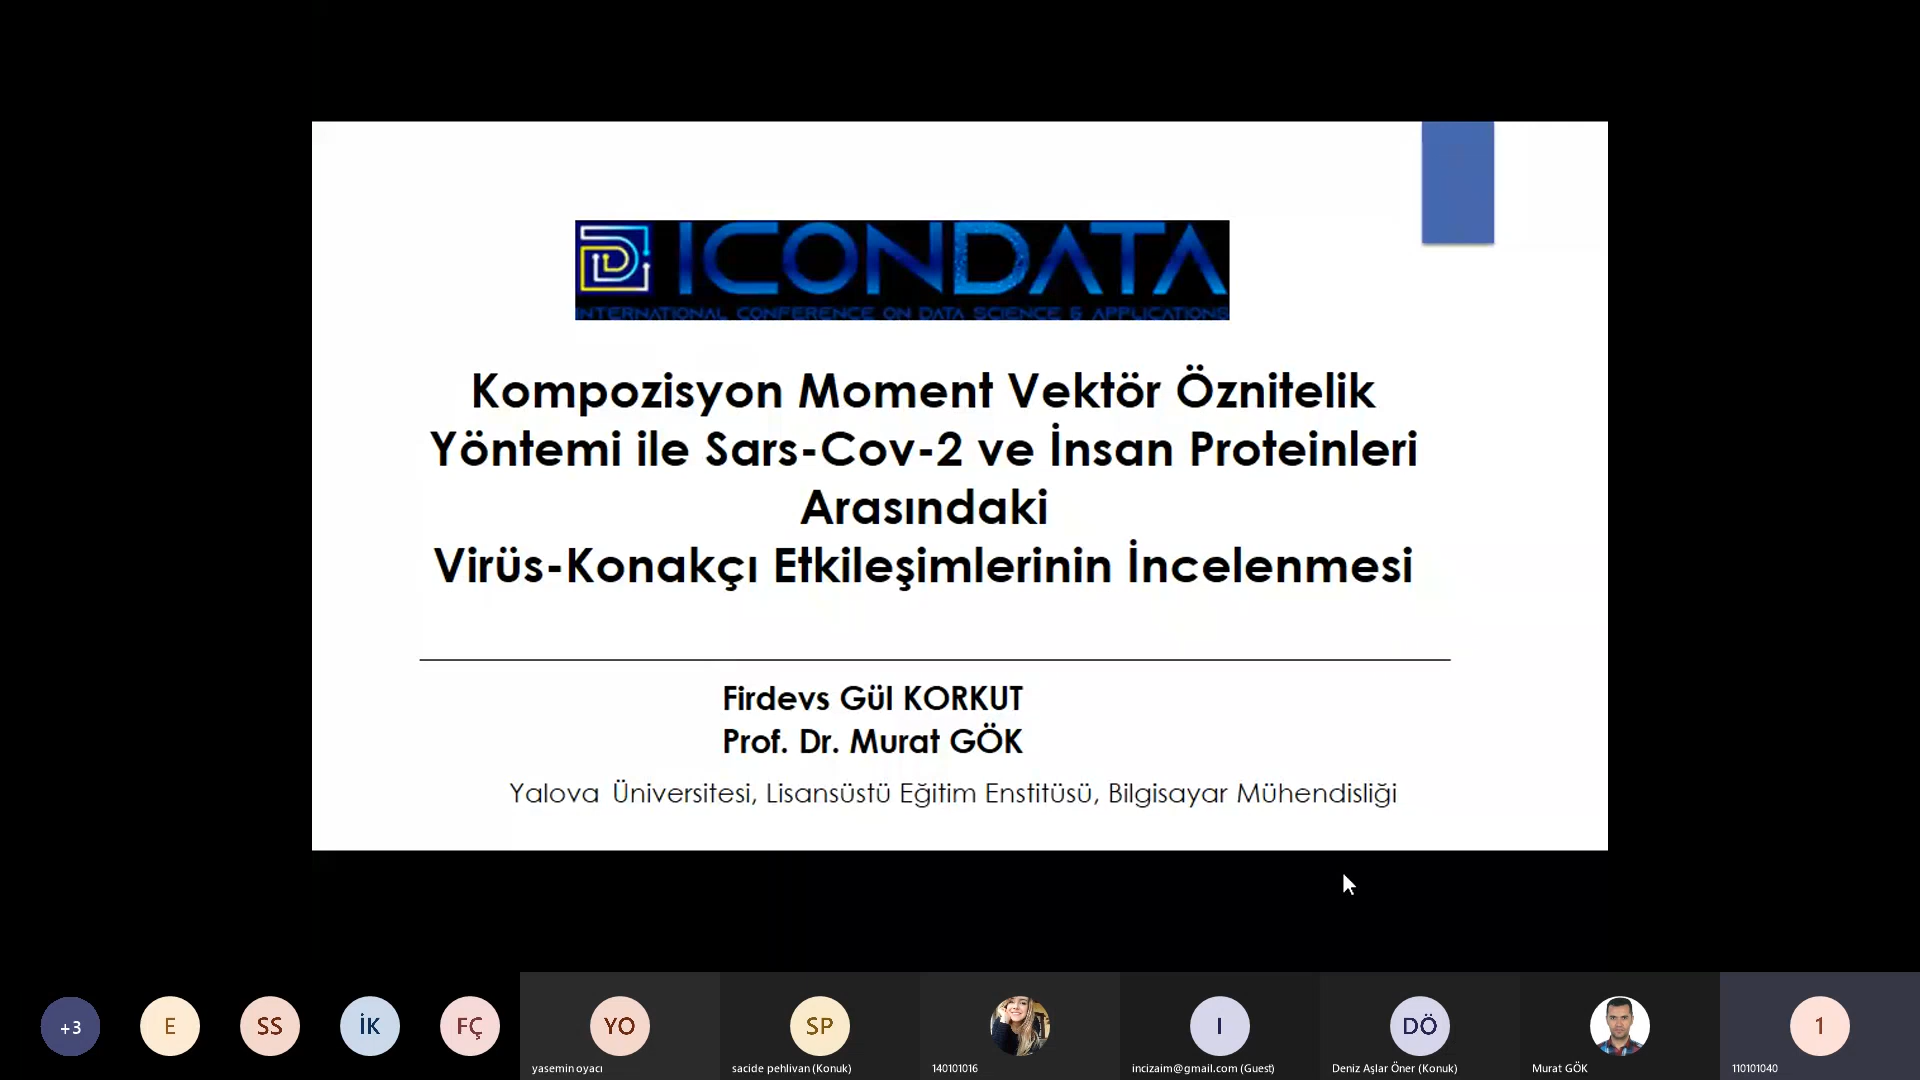 ICONDATA
INTERNATIONAL CONFERENCE ON DATA SCIENCE & APPLICATIONS
Kompozisyon Moment Vektör Öznitelik
Yöntemi ile Sars-Cov-2 ve İnsan Proteinleri
Arasındaki
Virüs-Konakçı Etkileşimlerinin İncelenmesi
Firdevs Gül KORKUT
Prof. Dr. Murat GÖK
Yalova Üniversitesi, Lisansüstü Eğitim Enstitüsü, Bilgisayar Mühendisliği
+3
E
SS
İK
FÇ
YO
SP
I
DÖ
1
yasemin oyacı
sacide pehlivan (Konuk)
140101016
incizaim@gmail.com (Guest)
Deniz Aşlar Öner (Konuk)
Murat GÖK
110101040